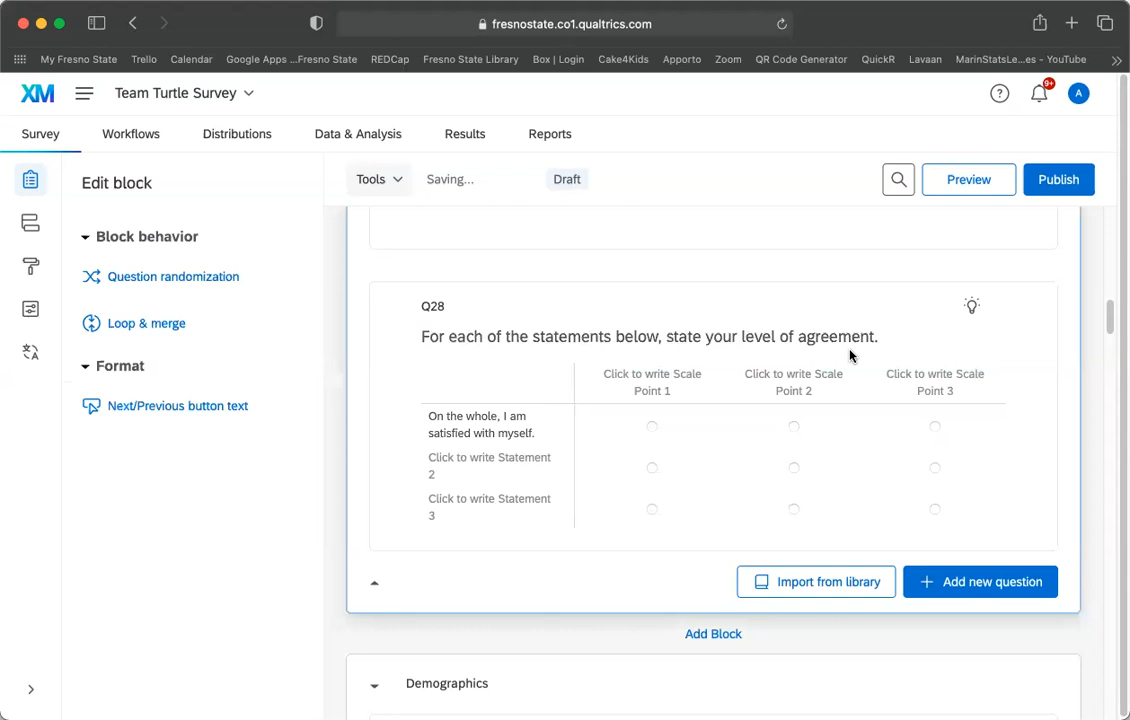 fresnostate.co1.qualtrics.com
My Fresno State Trello Calendar Google Apps ...Fresno State REDCap Fresno State Library Box | Login Cake4Kids Apporto Zoom QR Code Generator QuickR Lavaan MarinStatsLe...es - YouTube
XM Team Turtle Survey 9+ A
Survey Workflows Distributions Data & Analysis Results Reports
Edit block
Tools Saving... Draft Preview Publish
Block behavior
Question randomization
Loop & merge
Format
Next/Previous button text
Q28
For each of the statements below, state your level of agreement.
Click to write Scale Point 1
Click to write Scale Point 2
Click to write Scale Point 3
On the whole, I am
satisfied with myself.
Click to write Statement
2
Click to write Statement
3
Import from library Add new question
Add Block
Demographics